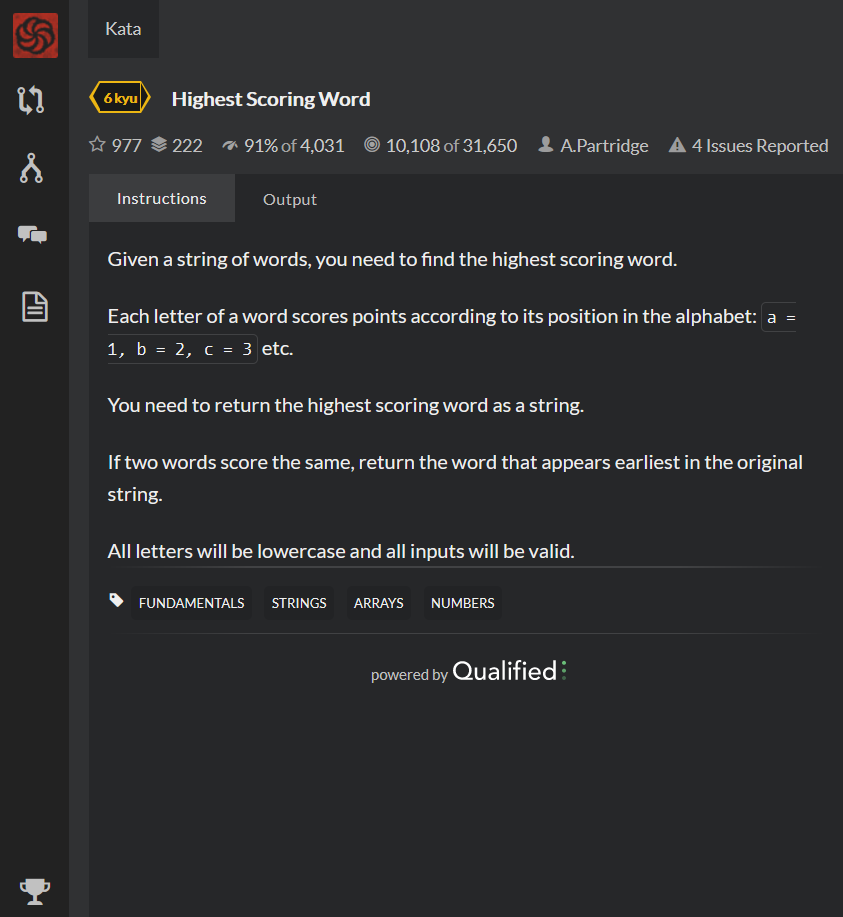 Kata
6 kyu Highest Scoring Word
977 222 91% of 4,031 10,108 of 31,650 A.Partridge 4 Issues Reported
Instructions Output
Given a string of words, you need to find the highest scoring word.
Each letter of a word scores points according to its position in the alphabet: a =
1, b = 2, c = 3 etc.
You need to return the highest scoring word as a string.
If two words score the same, return the word that appears earliest in the original
string.
All letters will be lowercase and all inputs will be valid.
FUNDAMENTALS STRINGS ARRAYS NUMBERS
powered by Qualified